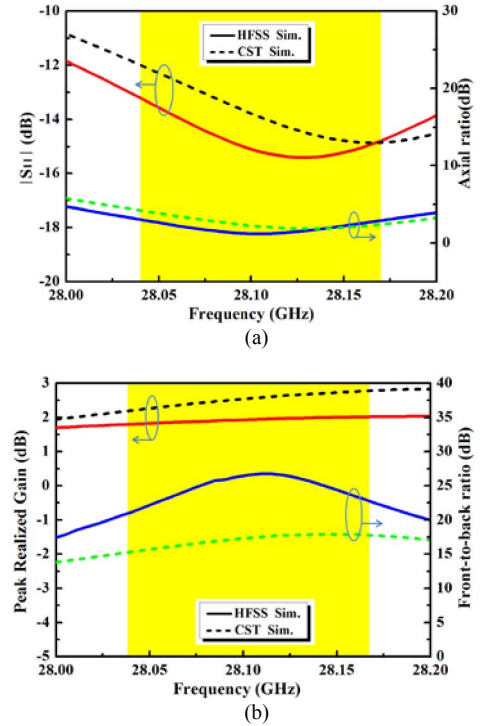 -10
-12
-14
-16
-18
-20
|S11| (dB)
HFSS Sim.
CST Sim.
30
20
10
0
Axial ratio(dB)
28.00 28.05 28.10 28.15 28.20
Frequency (GHz)
(a)
3
2
1
0
-1
-2
-3
-4
-5
Peak Realized Gain (dB)
HFSS Sim.
CST Sim.
40
35
30
25
20
15
10
5
0
Front-to-back ratio (dB)
28.00 28.05 28.10 28.15 28.20
Frequency (GHz)
(b)